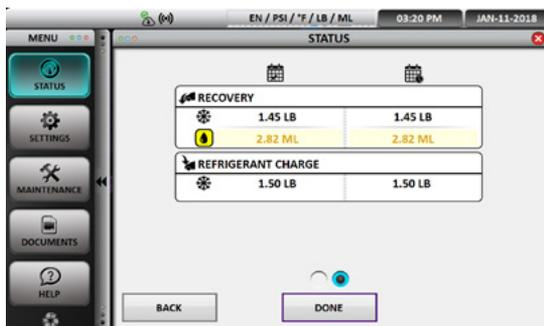 EN / PSI / °F / LB / ML 03:20 PM JAN-11-2018
MENU STATUS
STATUS
SETTINGS
MAINTENANCE
DOCUMENTS
HELP
RECOVERY
1.45 LB 1.45 LB
2.82 ML 2.82 ML
REFRIGERANT CHARGE
1.50 LB 1.50 LB
BACK DONE